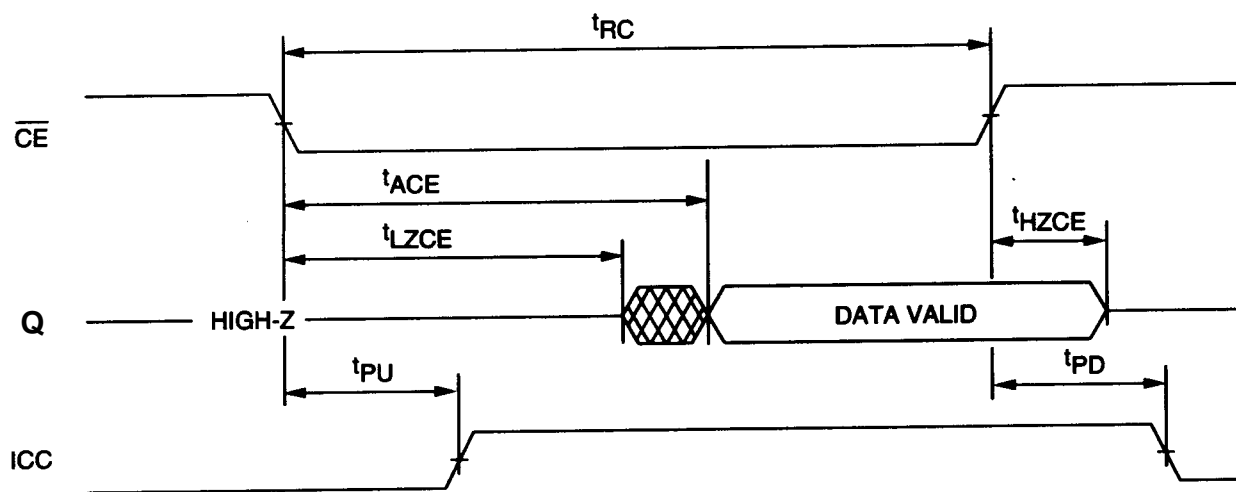 tRC
CE
tACE
tHZCE
tLZCE
Q
HIGH-Z
DATA VALID
tPU
tPD
ICC